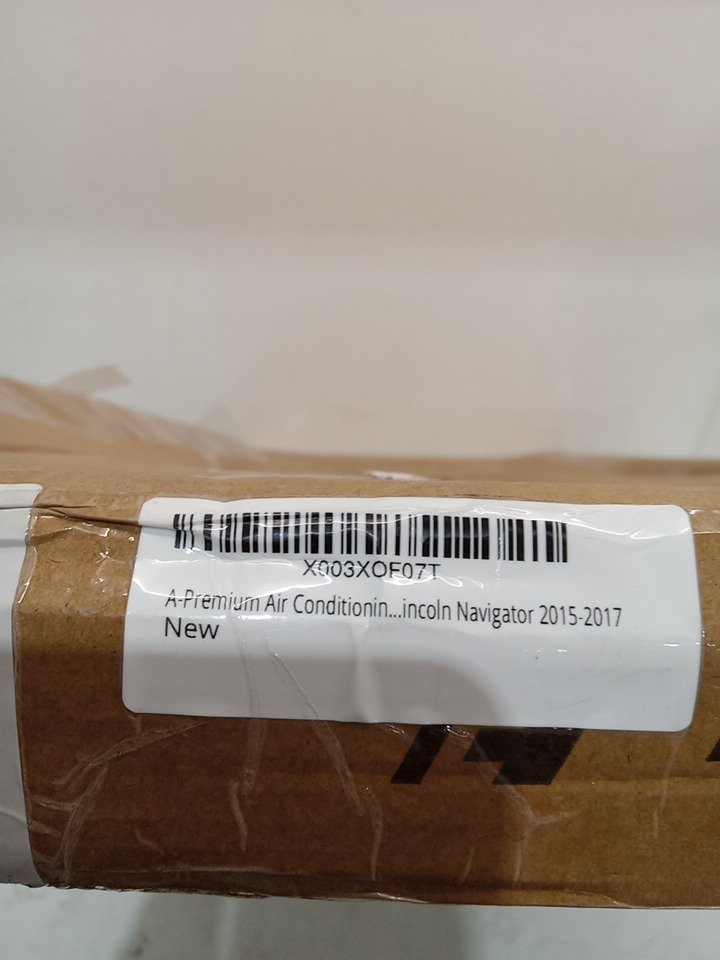 X003XOF07T
A-Premium Air Conditionin...incoln Navigator 2015-2017
New